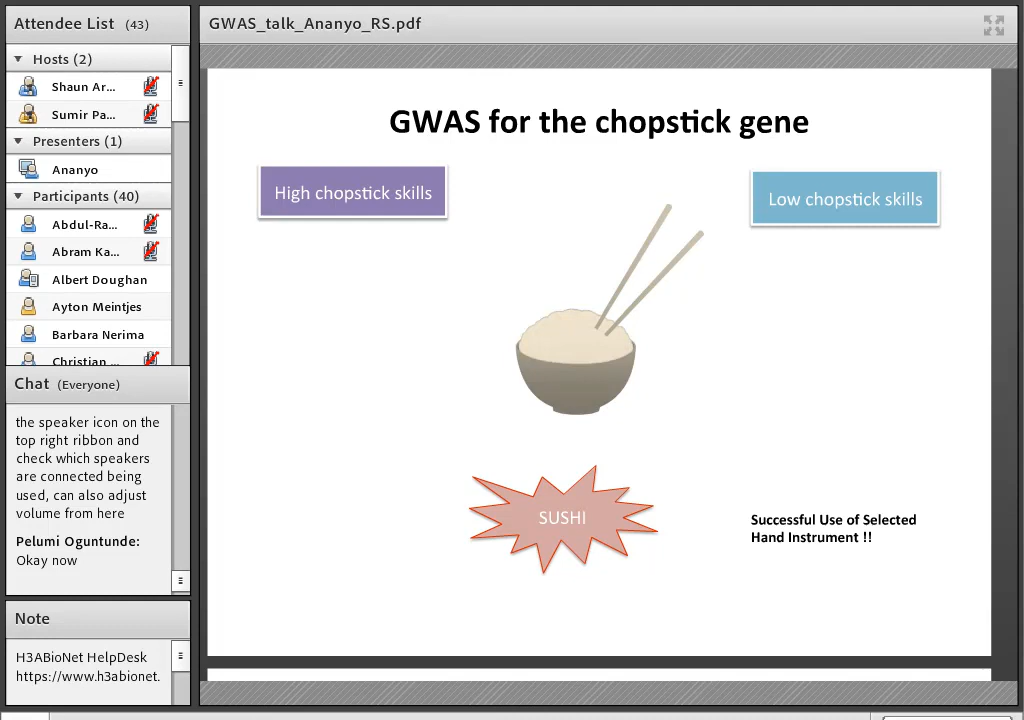 Attendee List (43)
Hosts (2)
Shaun Ar...
Sumir Pa...
Presenters (1)
Ananyo
Participants (40)
Abdul-Ra...
Abram Ka...
Albert Doughan
Ayton Meintjes
Barbara Nerima
Christian ...
Chat (Everyone)
the speaker icon on the
top right ribbon and
check which speakers
are connected being
used, can also adjust
volume from here
Pelumi Oguntunde:
Okay now
Note
H3ABioNet HelpDesk
https://www.h3abionet.
GWAS_talk_Ananyo_RS.pdf
GWAS for the chopstick gene
High chopstick skills
Low chopstick skills
SUSHI
Successful Use of Selected
Hand Instrument !!